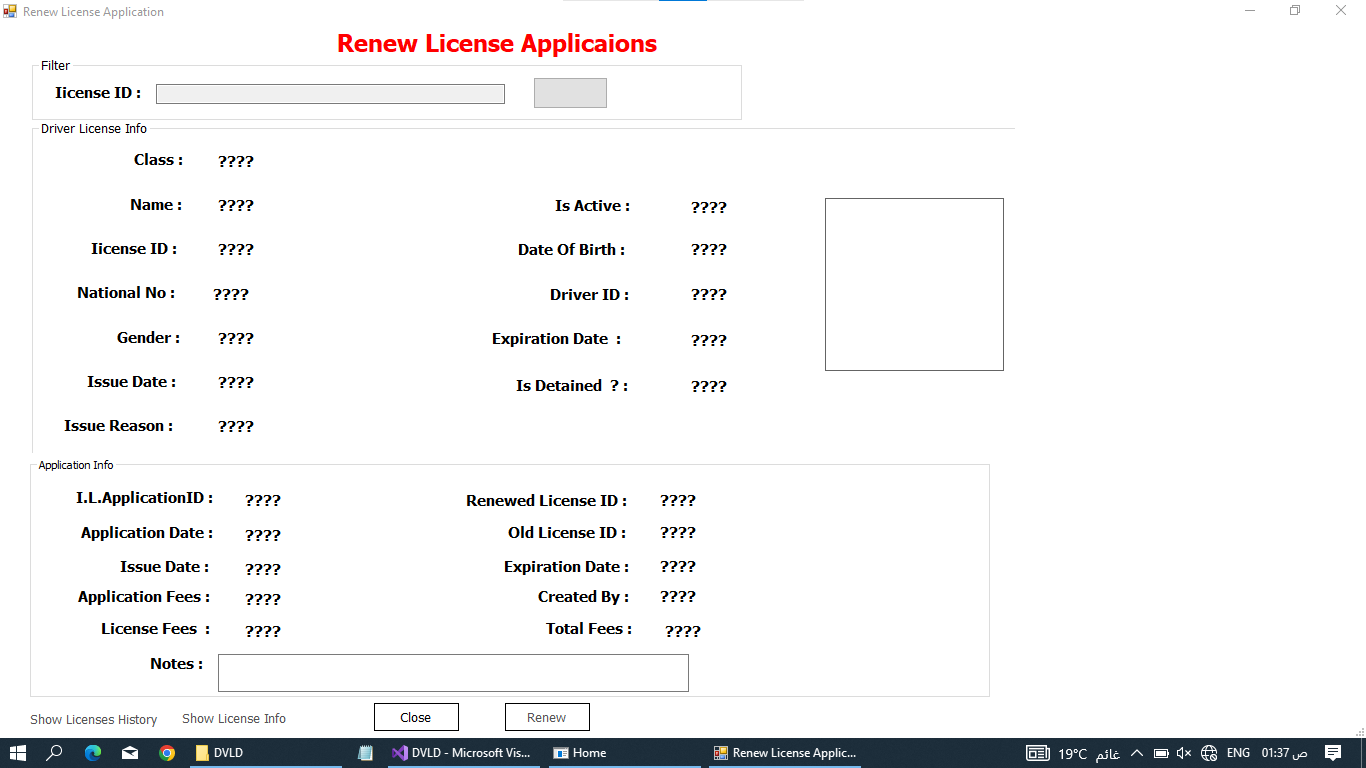 Renew License Application
Renew License Applicaions
Filter
Iicense ID :
Driver License Info
Class : ????
Name : ????
Is Active : ????
Iicense ID : ????
Date Of Birth : ????
National No : ????
Driver ID : ????
Gender : ????
Expiration Date : ????
Issue Date : ????
Is Detained ? : ????
Issue Reason : ????
Application Info
I.L.ApplicationID : ????
Renewed License ID : ????
Application Date : ????
Old License ID : ????
Issue Date : ????
Expiration Date : ????
Application Fees : ????
Created By : ????
License Fees : ????
Total Fees : ????
Notes :
Show Licenses History
Show License Info
Close
Renew
DVLD
DVLD - Microsoft Vis...
Home
Renew License Applic...
19°C غائم
ENG
01:37 ص